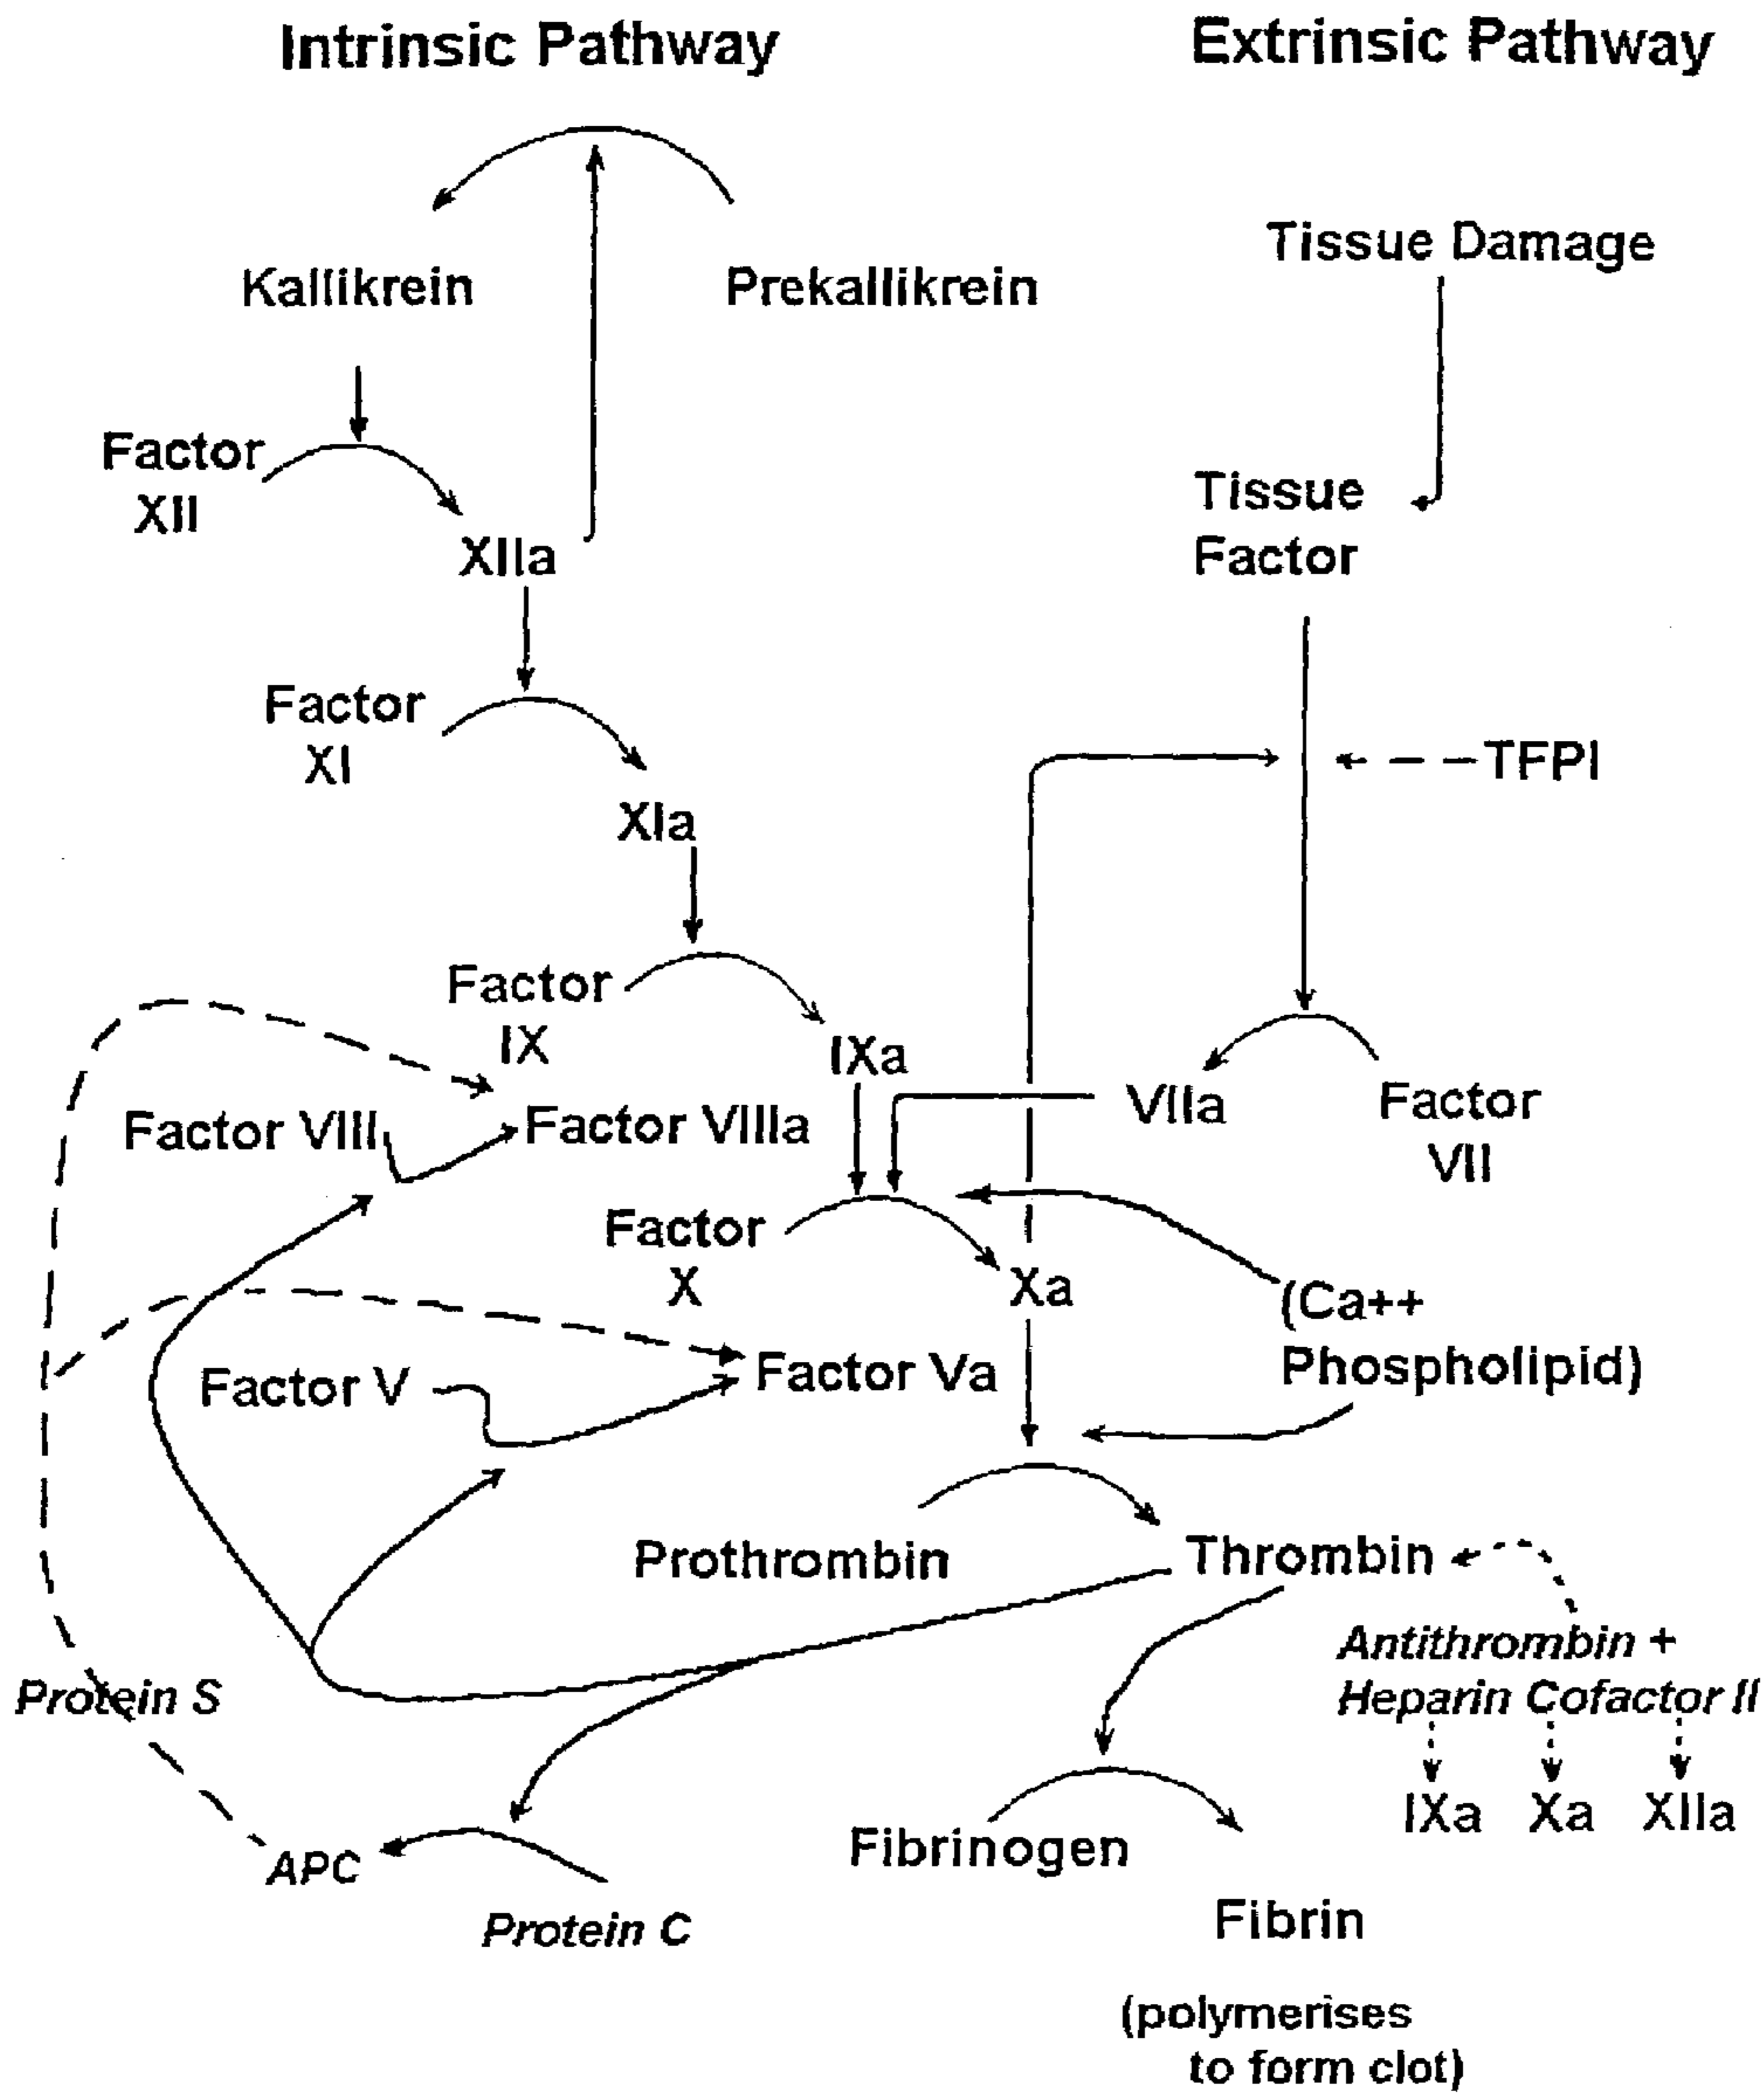 Intrinsic Pathway
Extrinsic Pathway
Tissue Damage
Kallikrein
Prekallikrein
Factor
XII
Tissue
Factor
XIIa
Factor
XI
TFPI
XIa
Factor
IX
IXa
VIIa
Factor
VII
Factor VIII
Factor VIIIa
Factor
X
Xa
(Ca++
Phospholipid)
Factor V
Factor Va
Prothrombin
Thrombin
Antithrombin +
Heparin Cofactor II
Protein S
IXa
Xa
XIIa
APC
Fibrinogen
Protein C
Fibrin
(polymerises
to form clot)